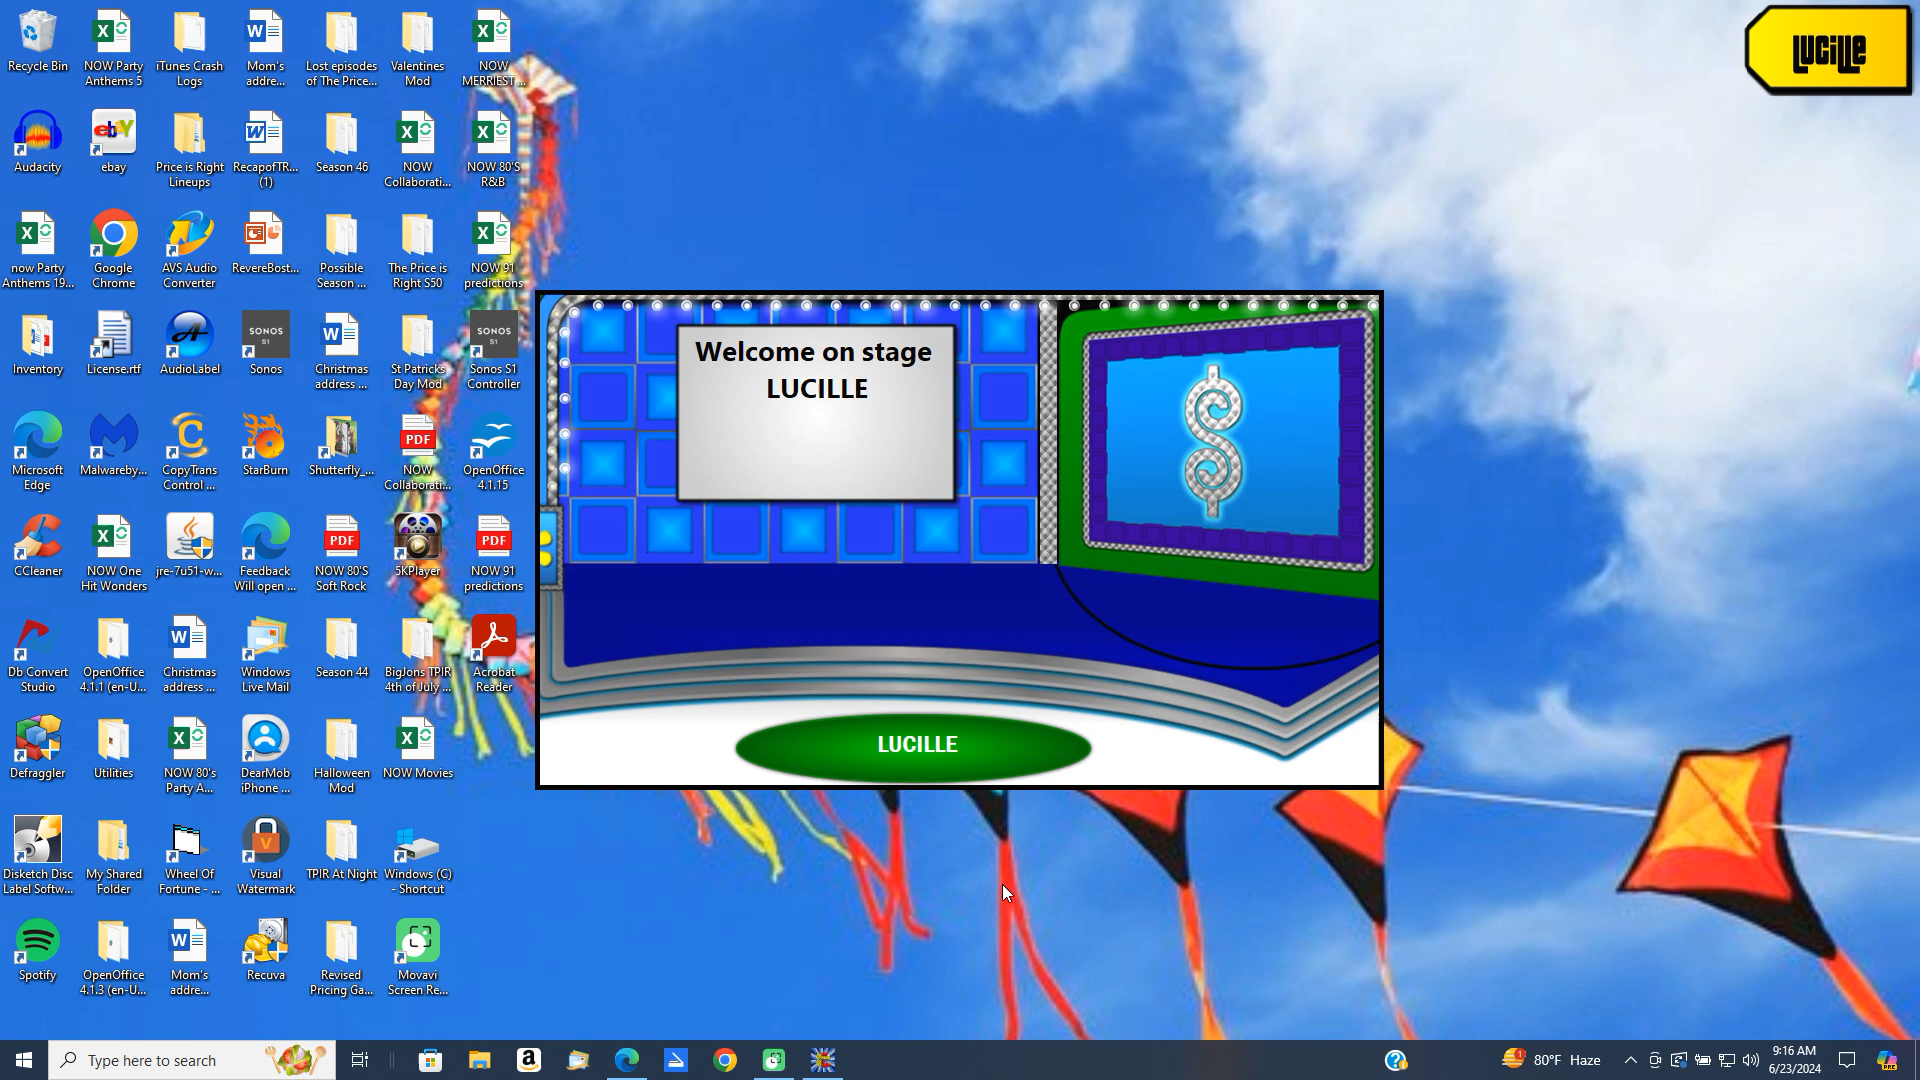 Recycle Bin
NOW Party
Anthems 5
iTunes Crash
Logs
Mom's
addre...
Lost episodes
of The Price...
Valentines
Mod
NOW
MERRIEST ...
LUCILLE
Audacity
ebay
Price is Right
Lineups
RecapofTR...
(1)
Season 46
NOW
Collaborati...
NOW 80'S
R&B
now Party
Anthems 19...
Google
Chrome
AVS Audio
Converter
RevereBost...
Possible
Season ...
The Price is
Right S50
NOW 91
predictions
Inventory
License.rtf
AudioLabel
SONOS
S1
Sonos
Christmas
address ...
St Patricks
Day Mod
SONOS
S1
Sonos S1
Controller
Welcome on stage
LUCILLE
Microsoft
Edge
Malwareby...
CopyTrans
Control ...
StarBurn
Shutterfly_...
PDF
NOW
Collaborati...
OpenOffice
4.1.15
CCleaner
NOW One
Hit Wonders
jre-7u51-w...
Feedback
Will open ...
PDF
NOW 80'S
Soft Rock
5KPlayer
PDF
NOW 91
predictions
Db Convert
Studio
OpenOffice
4.1.1 (en-U...
Christmas
address ...
Windows
Live Mail
Season 44
BigJons TPIR
4th of July ...
Acrobat
Reader
LUCILLE
Defraggler
Utilities
NOW 80's
Party A...
DearMob
iPhone ...
Halloween
Mod
NOW Movies
Disketch Disc
Label Softw...
My Shared
Folder
Wheel Of
Fortune - ...
Visual
Watermark
TPIR At Night
Windows (C)
- Shortcut
Spotify
OpenOffice
4.1.3 (en-U...
Mom's
addre...
Recuva
Revised
Pricing Ga...
Movavi
Screen Re...
Type here to search
80°F Haze
9:16 AM
6/23/2024